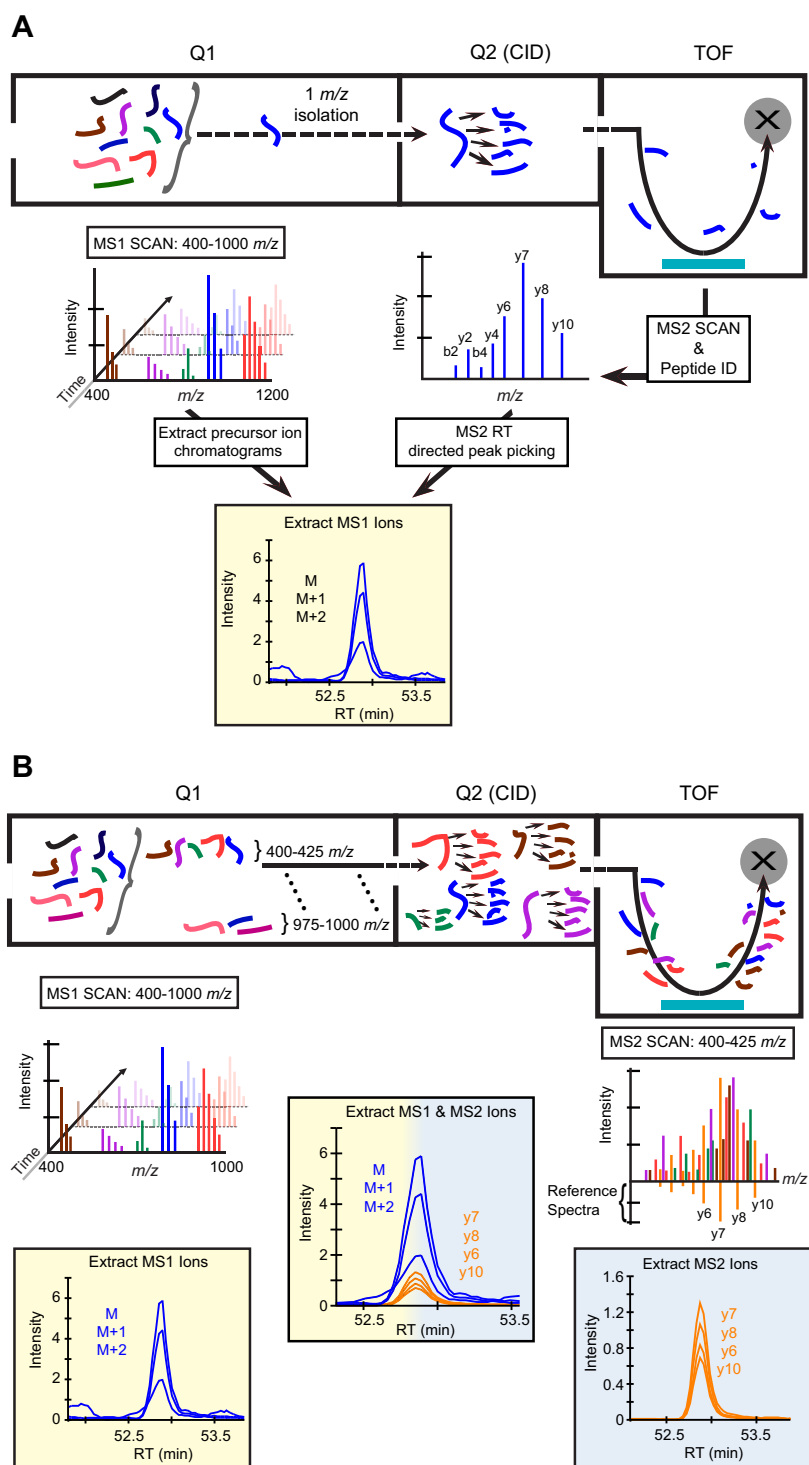 A
Q1
Q2 (CID)
TOF
1 m/z
isolation
X
MS1 SCAN: 400-1000 m/z
Intensity
Time
400
m/z
1200
Intensity
b2
y2
b4
y4
y6
y7
y8
y10
m/z
MS2 SCAN
&
Peptide ID
Extract precursor ion
chromatograms
MS2 RT
directed peak picking
Extract MS1 Ions
Intensity
6
4
2
0
M
M+1
M+2
52.5
53.5
RT (min)
B
Q1
Q2 (CID)
TOF
} 400-425 m/z
} 975-1000 m/z
X
MS1 SCAN: 400-1000 m/z
Intensity
Time
400
m/z
1000
MS2 SCAN: 400-425 m/z
Intensity
m/z
Reference
Spectra
{
y6
y7
y8
y10
Extract MS1 & MS2 Ions
Intensity
6
4
2
0
M
M+1
M+2
y7
y8
y6
y10
52.5
53.5
RT (min)
Extract MS1 Ions
Intensity
6
4
2
0
M
M+1
M+2
52.5
53.5
RT (min)
Extract MS2 Ions
Intensity
1.6
1.2
0.8
0.4
0
y7
y8
y6
y10
52.5
53.5
RT (min)